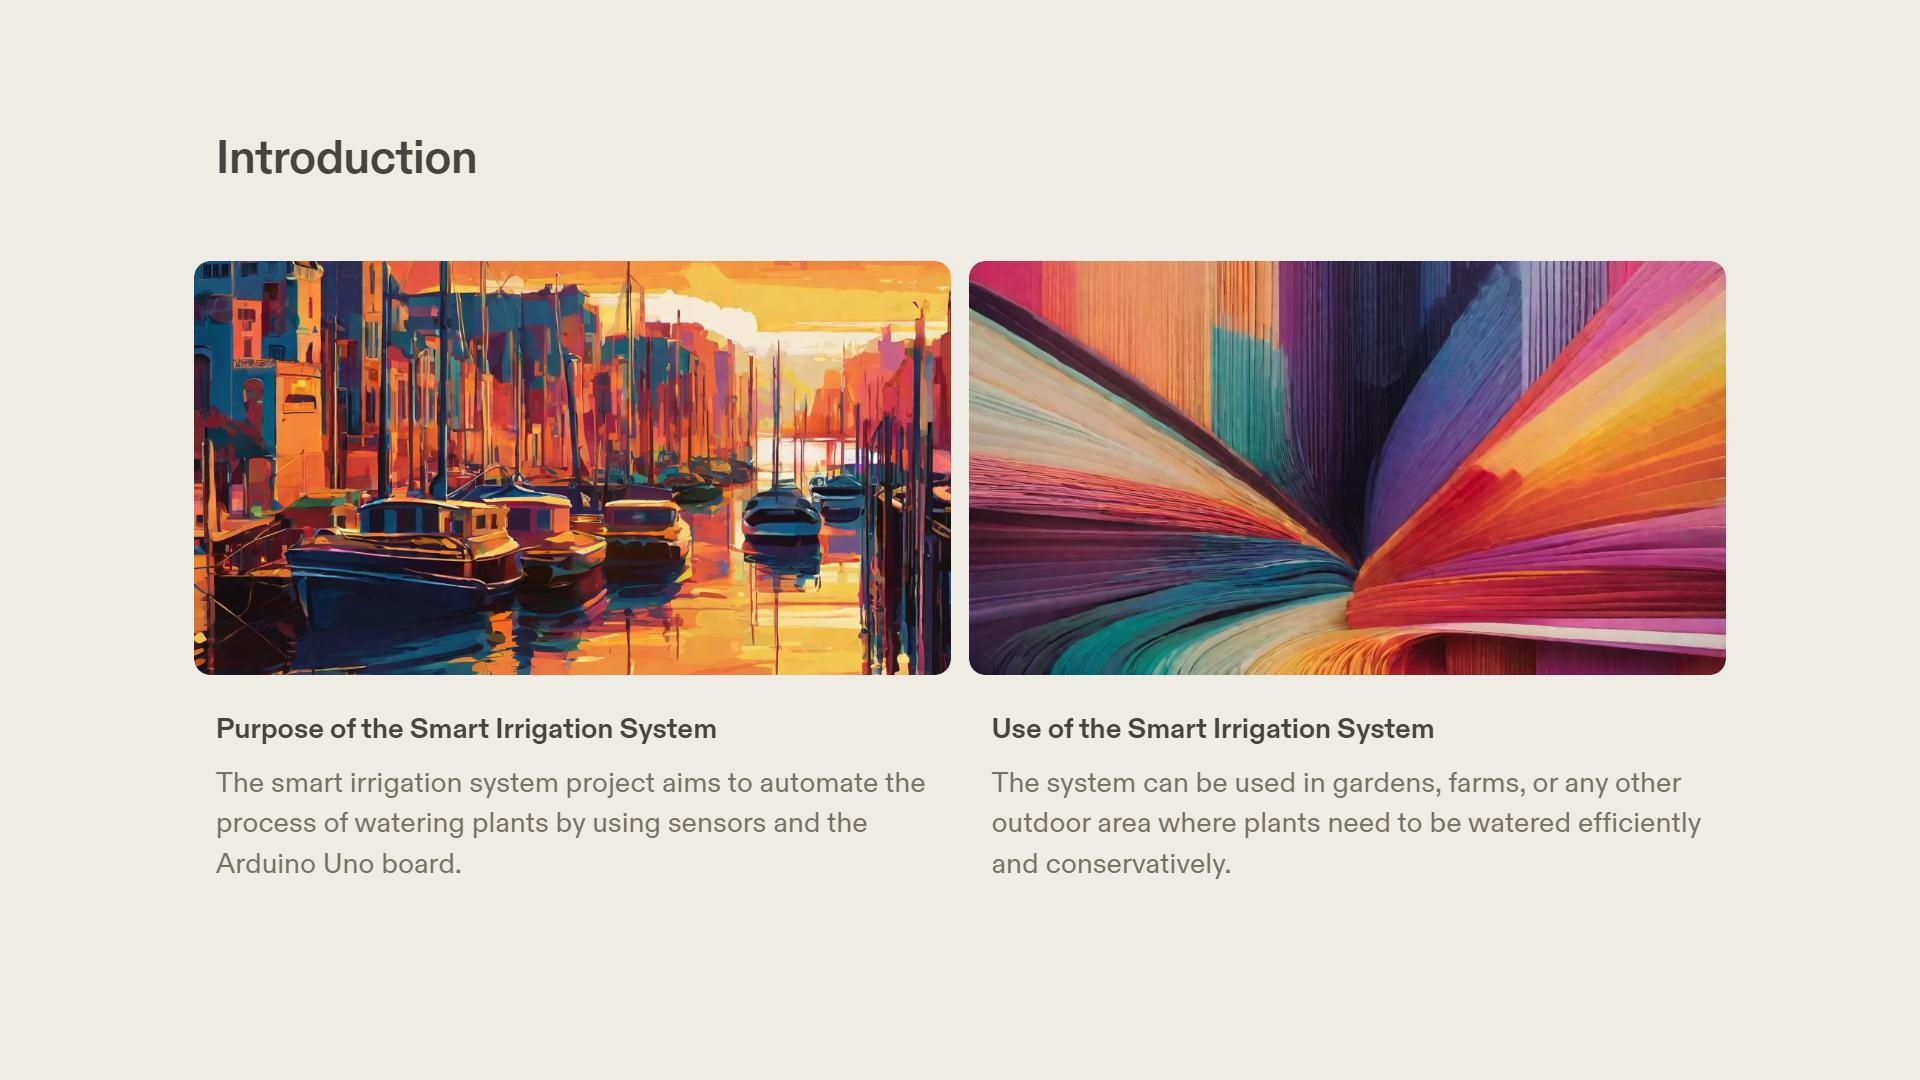 Introduction
Purpose of the Smart Irrigation System
The smart irrigation system project aims to automate the
process of watering plants by using sensors and the
Arduino Uno board.
Use of the Smart Irrigation System
The system can be used in gardens, farms, or any other
outdoor area where plants need to be watered efficiently
and conservatively.